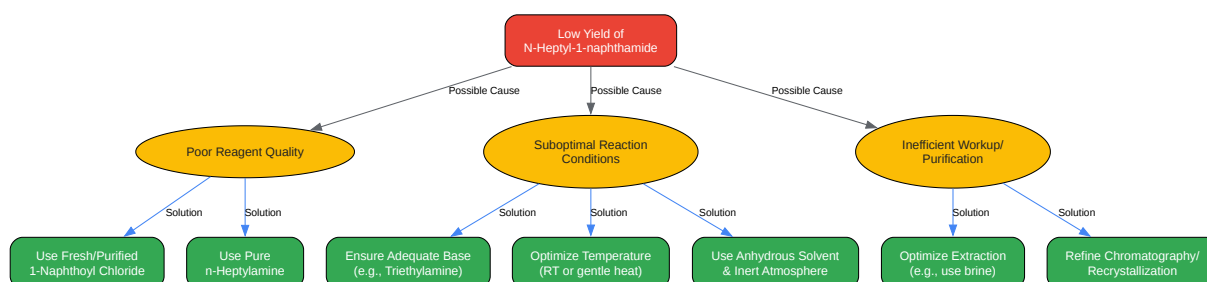 Low Yield of
N-Heptyl-1-naphthamide
Possible Cause
Possible Cause
Possible Cause
Poor Reagent Quality
Suboptimal Reaction
Conditions
Inefficient Workup/
Purification
Solution
Solution
Solution
Solution
Solution
Solution
Solution
Use Fresh/Purified
1-Naphthoyl Chloride
Use Pure
n-Heptylamine
Ensure Adequate Base
(e.g., Triethylamine)
Optimize Temperature
(RT or gentle heat)
Use Anhydrous Solvent
& Inert Atmosphere
Optimize Extraction
(e.g., use brine)
Refine Chromatography/
Recrystallization